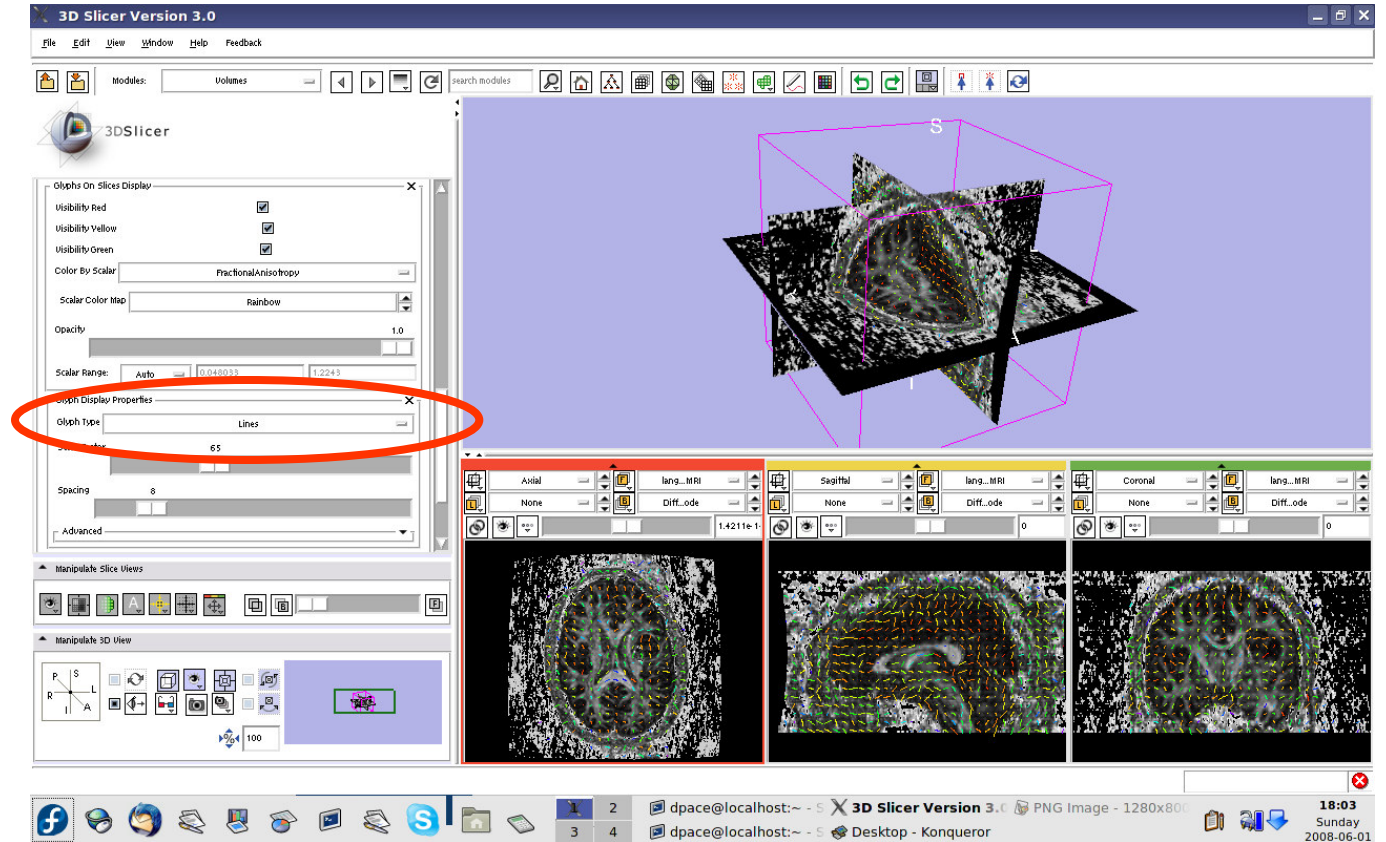 3D Slicer Version 3.0
File Edit View Window Help Feedback
Modules: Volumes search modules
3DSlicer
Glyphs On Slices Display
Visibility Red
Visibility Yellow
Visibility Green
Color By Scalar FractionalAnisotropy
Scalar Color Map Rainbow
Opacity 1.0
Scalar Range: Auto 0.048033 1.2243
Glyph Display Properties
Glyph Type Lines
65
Spacing 8
Advanced
Manipulate Slice Views
Manipulate 3D View
P S
R L
I A
100
S
A
I
Axial lang...MRI
None Diff...ode
1.4211e-1
Sagittal lang...MRI
None Diff...ode
0
Coronal lang...MRI
None Diff...ode
0
1 2
3 4
dpace@localhost:~ - S
3D Slicer Version 3.0
PNG Image - 1280x800
dpace@localhost:~ - S
Desktop - Konqueror
18:03
Sunday
2008-06-01